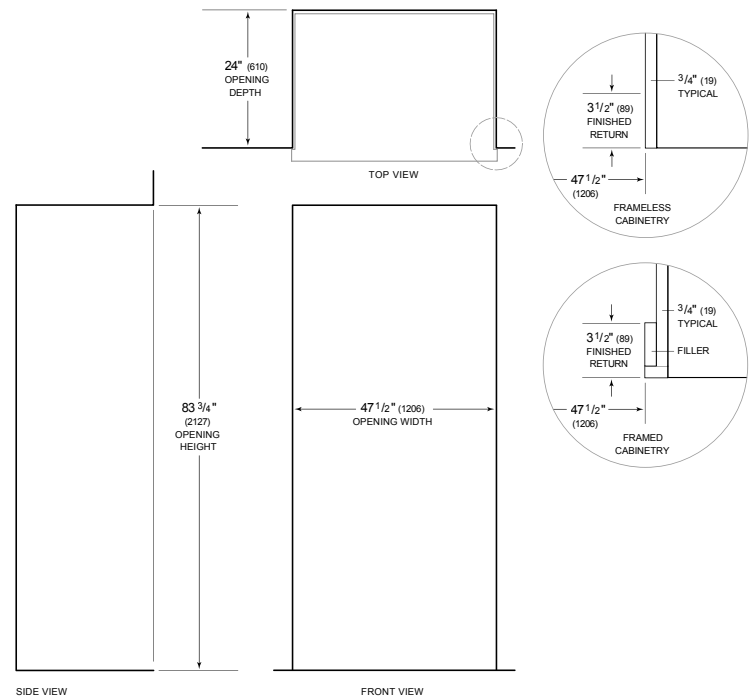 24" (610)
OPENING
DEPTH
TOP VIEW
3/4" (19)
TYPICAL
3 1/2" (89)
FINISHED
RETURN
47 1/2"
(1206)
FRAMELESS
CABINETRY
3/4" (19)
TYPICAL
3 1/2" (89)
FINISHED
RETURN
FILLER
47 1/2"
(1206)
FRAMED
CABINETRY
83 3/4"
(2127)
OPENING
HEIGHT
47 1/2" (1206)
OPENING WIDTH
SIDE VIEW
FRONT VIEW